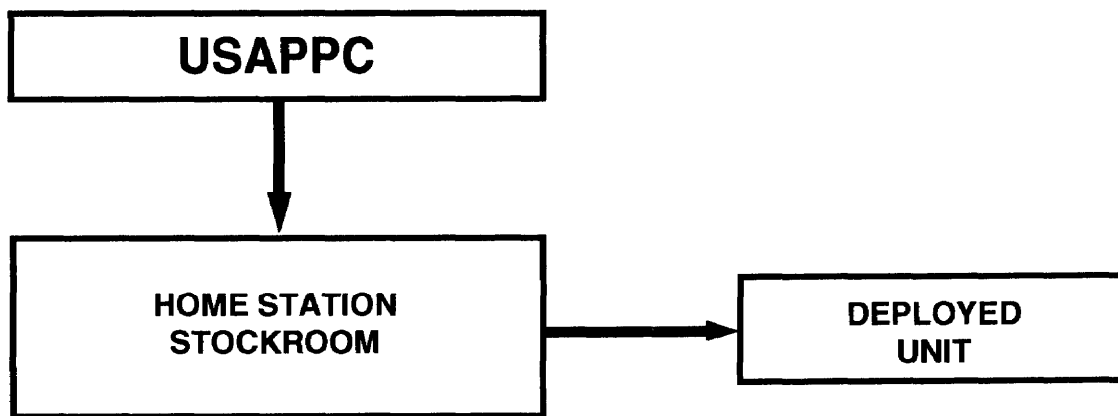 USAPPC
HOME STATION
STOCKROOM
DEPLOYED
UNIT